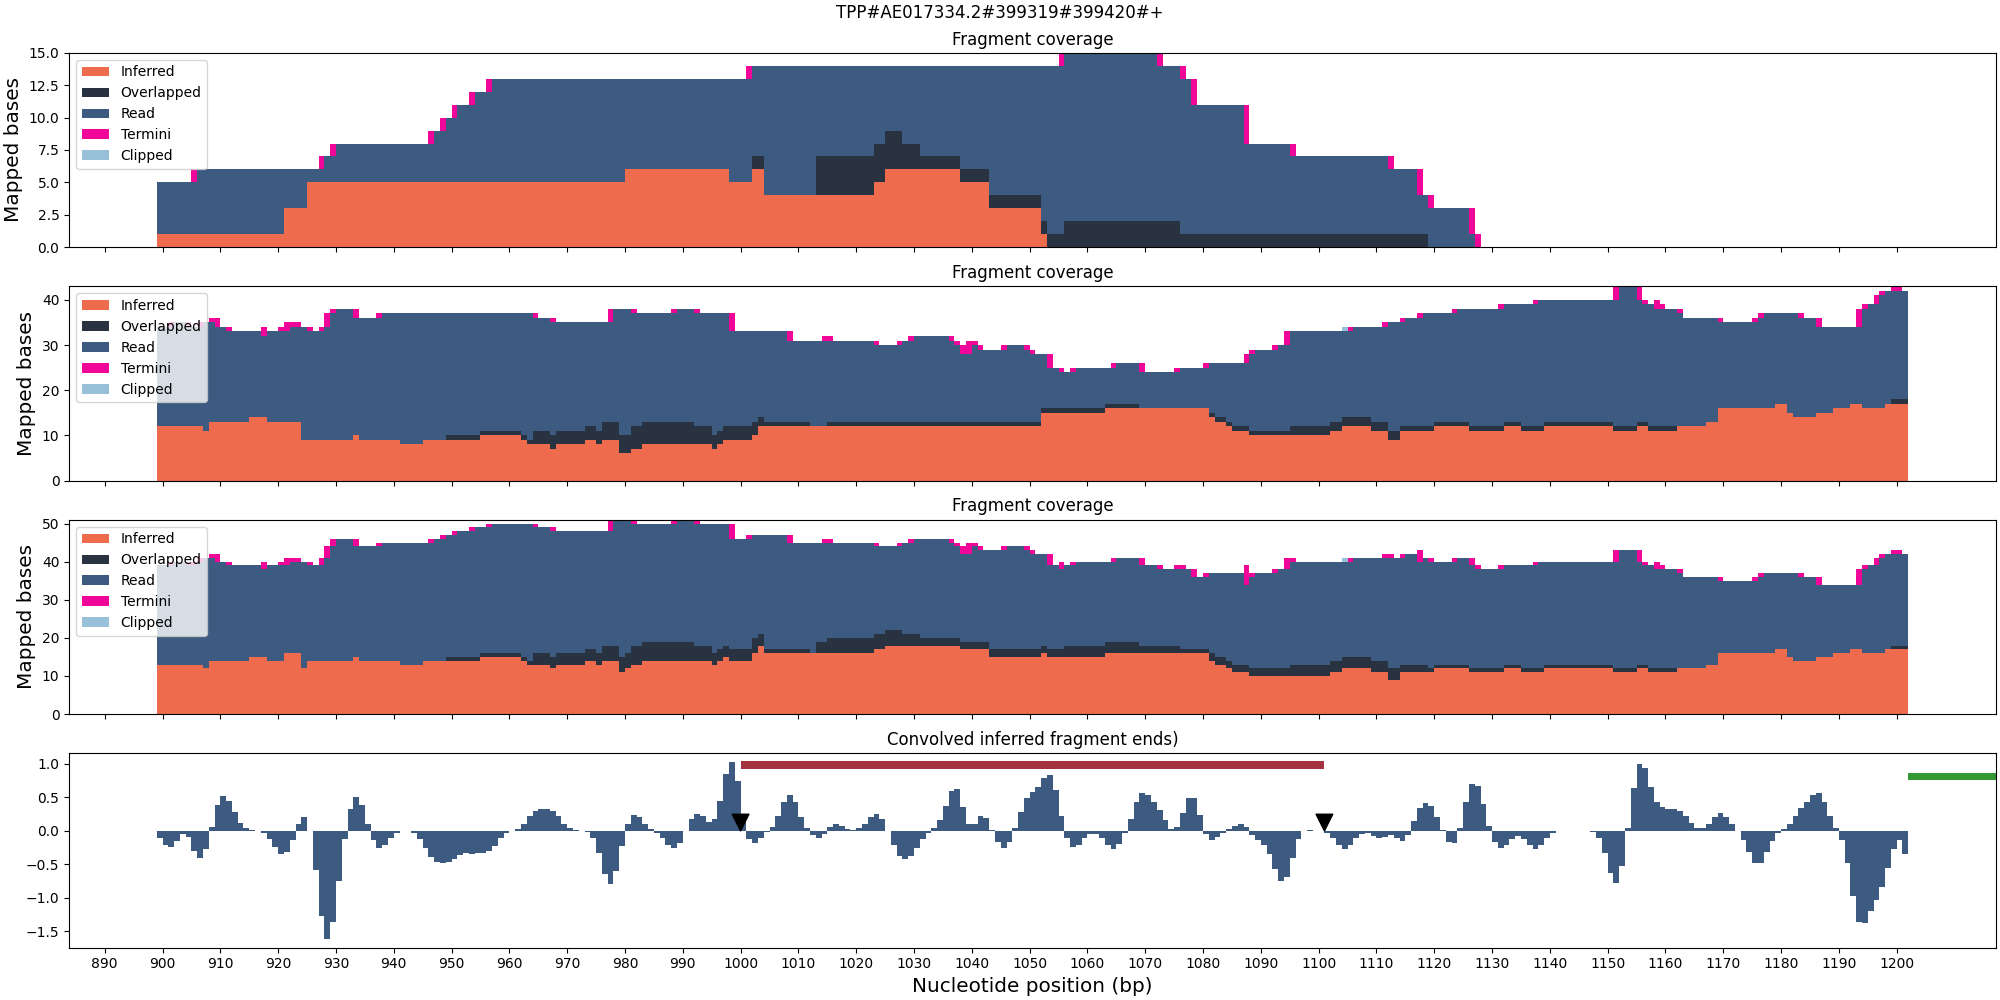 TPP#AE017334.2#399319#399420#+
Fragment coverage
Mapped bases
15.0
12.5
10.0
7.5
5.0
2.5
0.0
Inferred
Overlapped
Read
Termini
Clipped
Fragment coverage
Mapped bases
40
30
20
10
0
Inferred
Overlapped
Read
Termini
Clipped
Fragment coverage
Mapped bases
50
40
30
20
10
0
Inferred
Overlapped
Read
Termini
Clipped
Convolved inferred fragment ends)
1.0
0.5
0.0
−0.5
−1.0
−1.5
890 900 910 920 930 940 950 960 970 980 990 1000 1010 1020 1030 1040 1050 1060 1070 1080 1090 1100 1110 1120 1130 1140 1150 1160 1170 1180 1190 1200
Nucleotide position (bp)